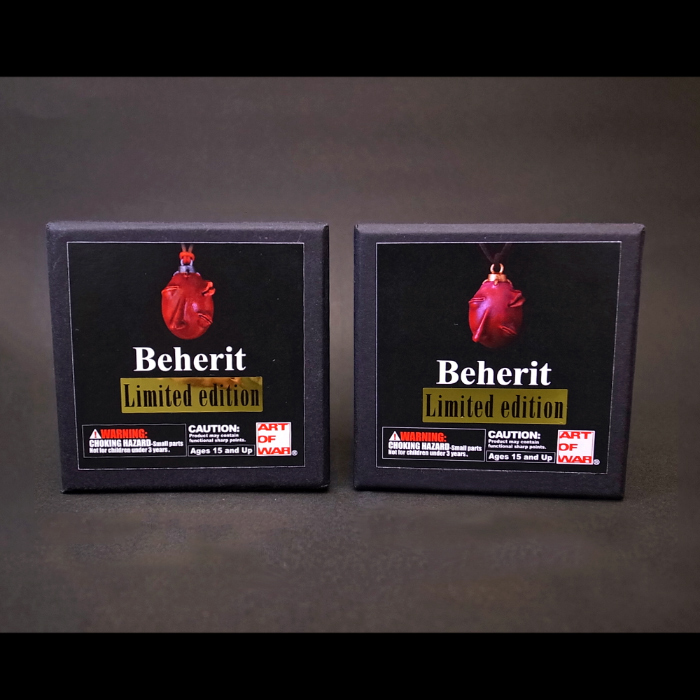 Beherit
Limited edition
WARNING:
CHOKING HAZARD-Small parts
Not for children under 3 years.
CAUTION:
Product may contain
functional sharp points.
Ages 15 and Up
ART
OF
WAR®
Beherit
Limited edition
WARNING:
CHOKING HAZARD-Small parts
Not for children under 3 years.
CAUTION:
Product may contain
functional sharp points.
Ages 15 and Up
ART
OF
WAR®